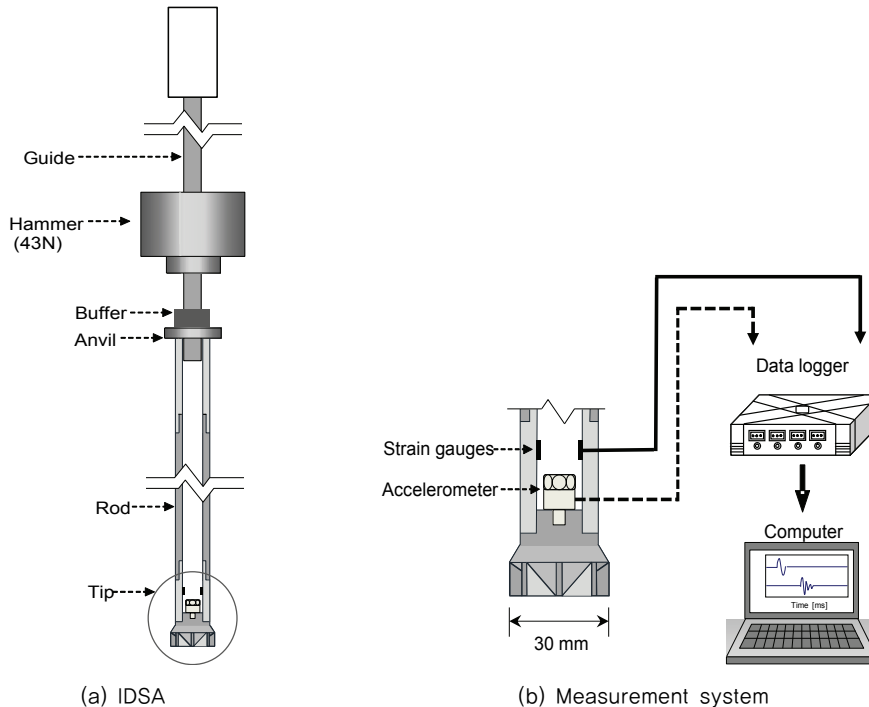 Guide
Hammer
(43N)
Buffer
Anvil
Rod
Tip
(a) IDSA
Strain gauges
Accelerometer
30 mm
Data logger
Computer
Time [ms]
(b) Measurement system